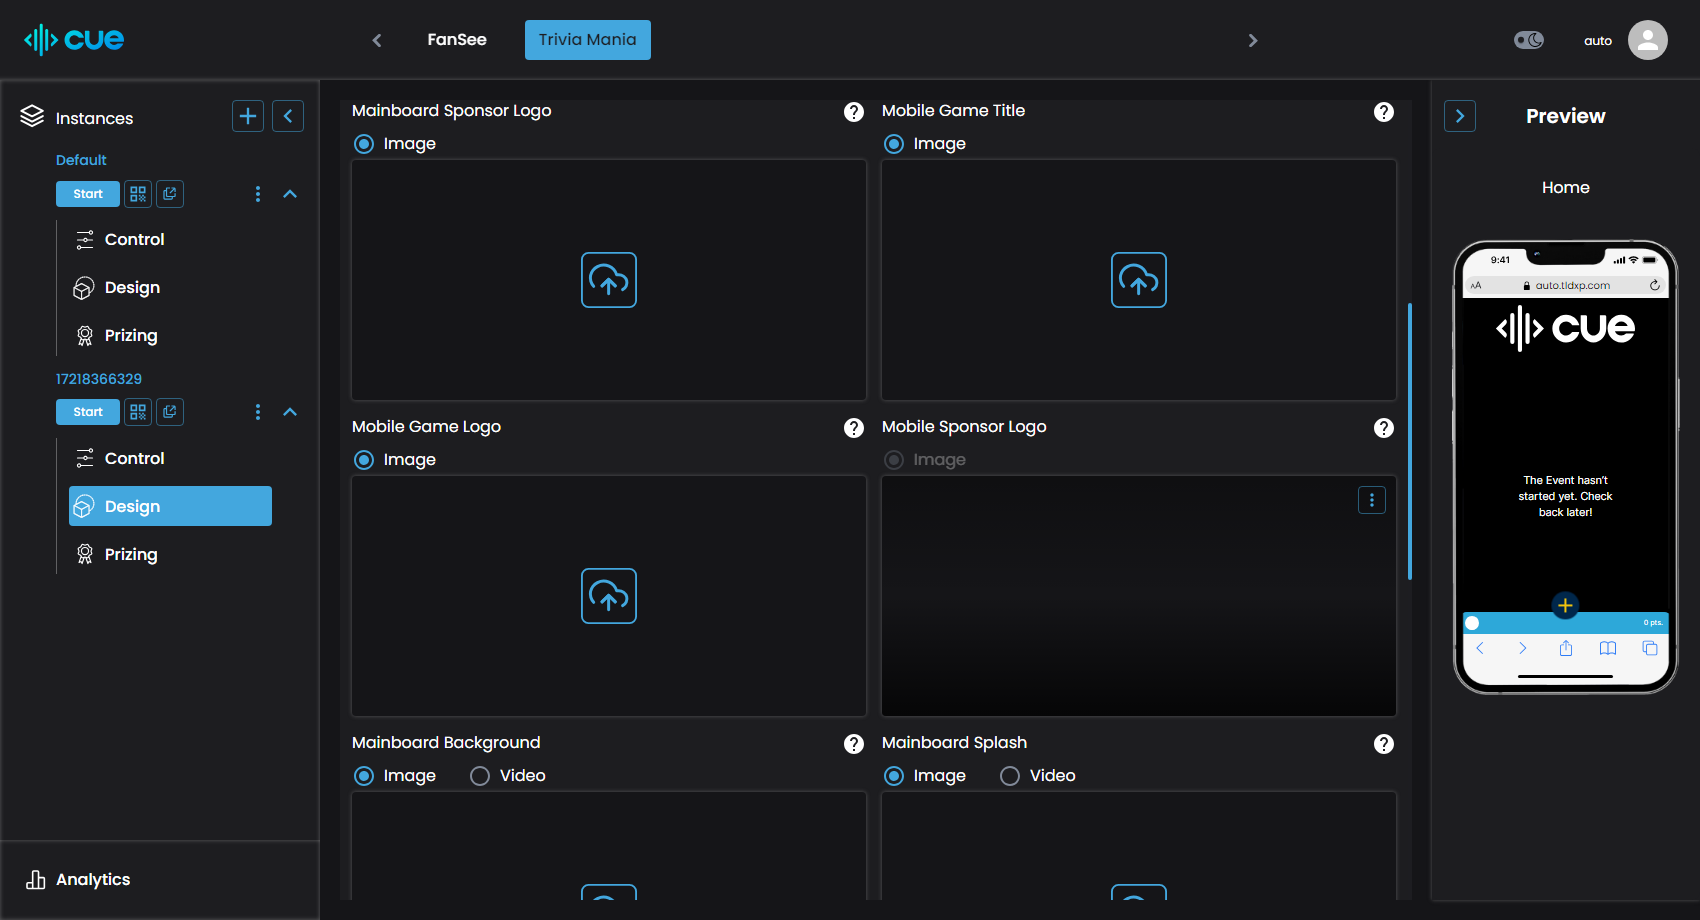 cue
FanSee
Trivia Mania
auto
Instances
Default
Start
Control
Design
Prizing
17218366329
Start
Control
Design
Prizing
Analytics
Mainboard Sponsor Logo
?
Image
Mobile Game Title
?
Image
Mobile Game Logo
?
Image
Mobile Sponsor Logo
?
Image
Mainboard Background
?
Image
Video
Mainboard Splash
?
Image
Video
Preview
Home
9:41
AA
auto.tldxp.com
cue
The Event hasn't
started yet. Check
back later!
0 pts.